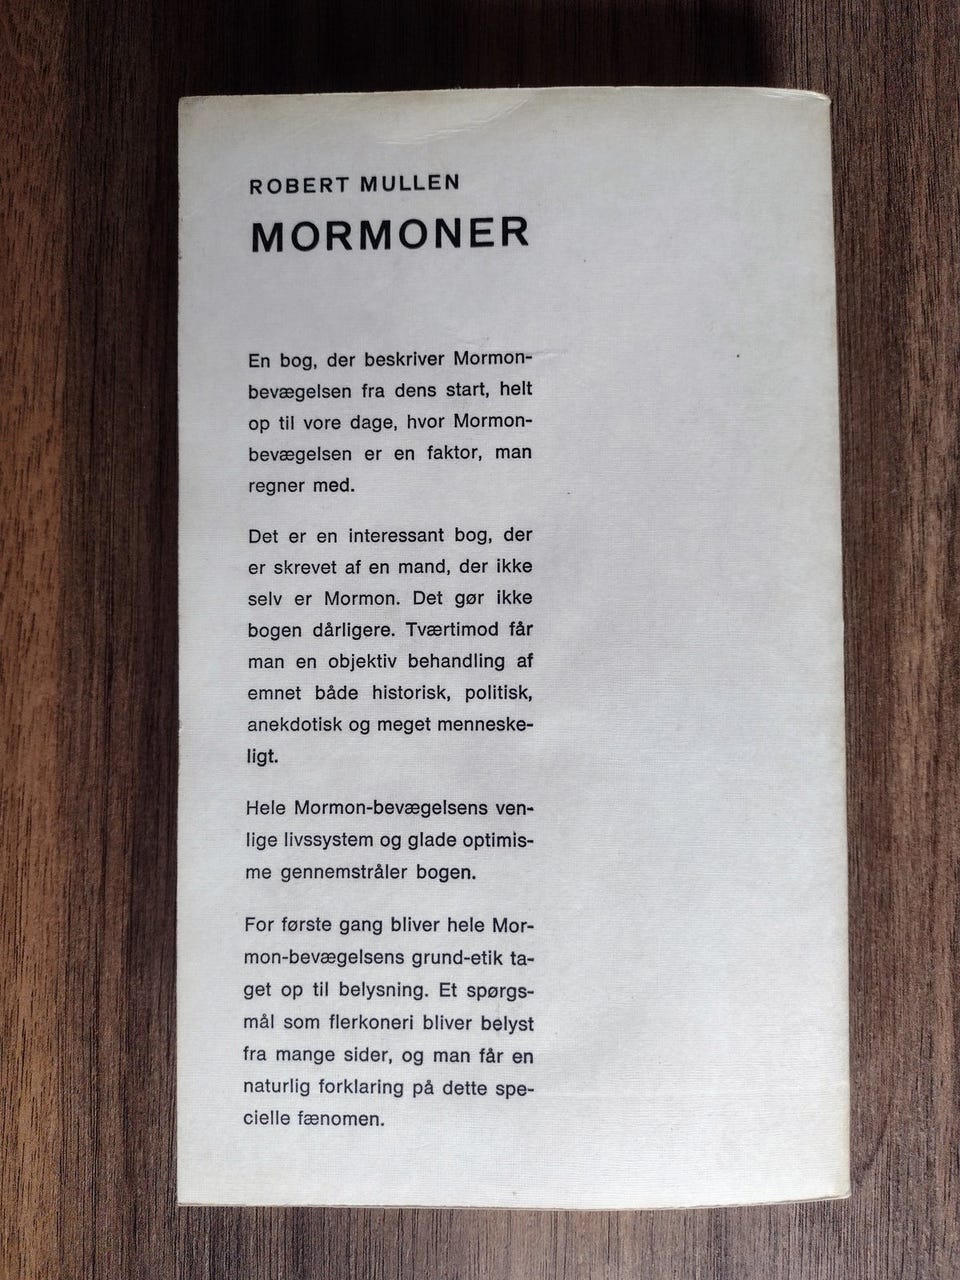 ROBERT MULLEN
MORMONER
En bog, der beskriver Mormon-
bevægelsen fra dens start, helt
op til vore dage, hvor Mormon-
bevægelsen er en faktor, man
regner med.
Det er en interessant bog, der
er skrevet af en mand, der ikke
selv er Mormon. Det gør ikke
bogen dårligere. Tværtimod får
man en objektiv behandling af
emnet både historisk, politisk,
anekdotisk og meget menneske-
ligt.
Hele Mormon-bevægelsens ven-
lige livssystem og glade optimis-
me gennemstråler bogen.
For første gang bliver hele Mor-
mon-bevægelsens grund-etik ta-
get op til belysning. Et spørgs-
mål som flerkoneri bliver belyst
fra mange sider, og man får en
naturlig forklaring på dette spe-
cielle fænomen.